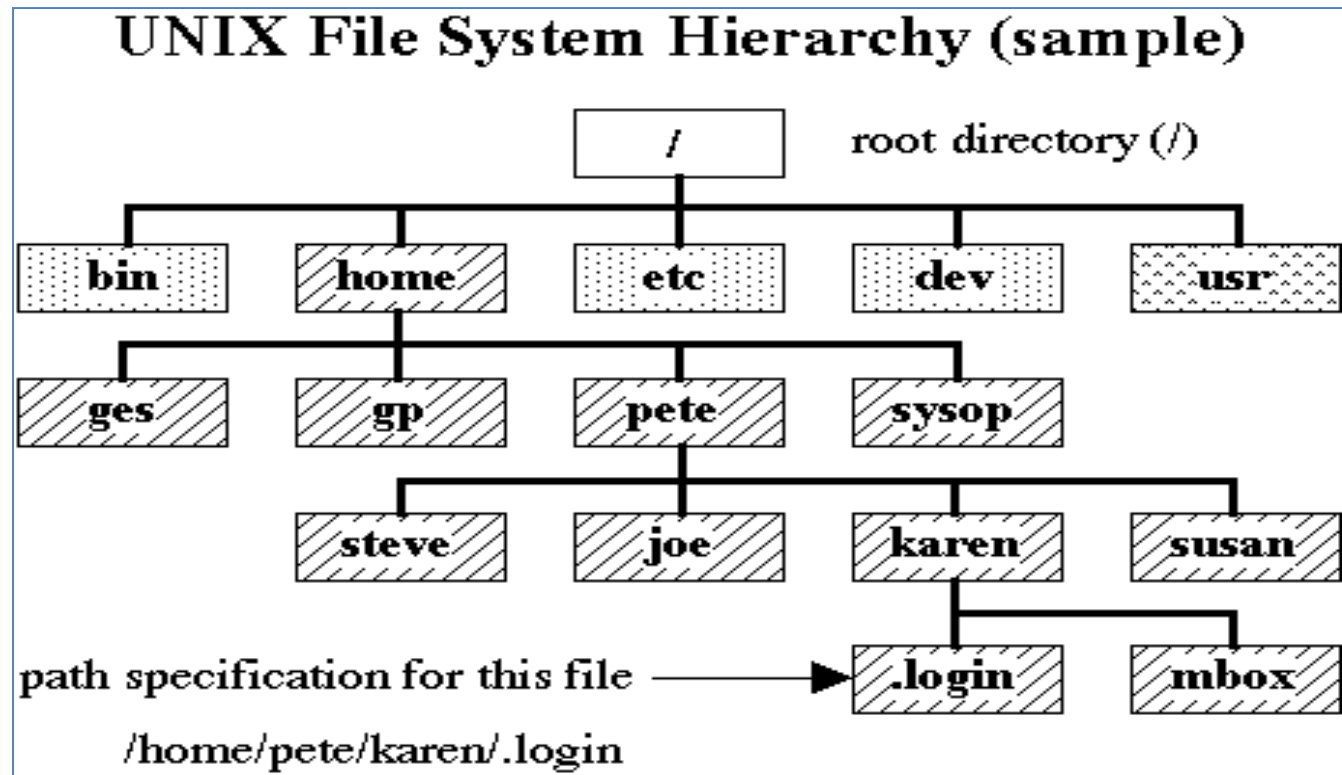 UNIX File System Hierarchy (sample)
/ root directory (/)
bin home etc dev usr
ges gp pete sysop
steve joe karen susan
path specification for this file .login mbox
/home/pete/karen/.login